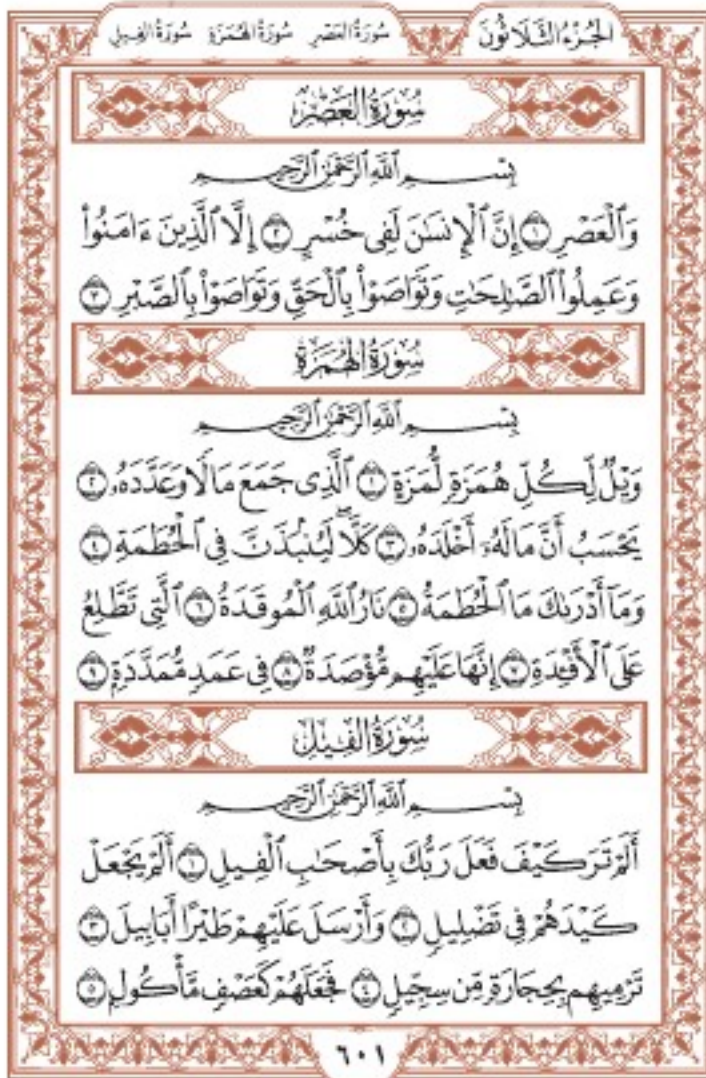 الجُزْءُ الثَّلَاثُونَ سُورَةُ العَصْرِ سُورَةُ الهُمَزَةِ سُورَةُ الفِيلِ
سُورَةُ العَصْرِ
بِسْمِ ٱللَّهِ ٱلرَّحْمَٰنِ ٱلرَّحِيمِ
وَٱلْعَصْرِ ١ إِنَّ ٱلْإِنسَٰنَ لَفِى خُسْرٍ ٢ إِلَّا ٱلَّذِينَ ءَامَنُوا۟
وَعَمِلُوا۟ ٱلصَّٰلِحَٰتِ وَتَوَاصَوْا۟ بِٱلْحَقِّ وَتَوَاصَوْا۟ بِٱلصَّبْرِ ٣
سُورَةُ الهُمَزَةِ
بِسْمِ ٱللَّهِ ٱلرَّحْمَٰنِ ٱلرَّحِيمِ
وَيْلٌ لِّكُلِّ هُمَزَةٍ لُّمَزَةٍ ١ ٱلَّذِى جَمَعَ مَالًا وَعَدَّدَهُۥ ٢
يَحْسَبُ أَنَّ مَالَهُۥٓ أَخْلَدَهُۥ ٣ كَلَّا ۖ لَيُنۢبَذَنَّ فِى ٱلْحُطَمَةِ ٤
وَمَآ أَدْرَىٰكَ مَا ٱلْحُطَمَةُ ٥ نَارُ ٱللَّهِ ٱلْمُوقَدَةُ ٦ ٱلَّتِى تَطَّلِعُ
عَلَى ٱلْأَفْـِٔدَةِ ٧ إِنَّهَا عَلَيْهِم مُّؤْصَدَةٌ ٨ فِى عَمَدٍ مُّمَدَّدَةٍۭ ٩
سُورَةُ الفِيلِ
بِسْمِ ٱللَّهِ ٱلرَّحْمَٰنِ ٱلرَّحِيمِ
أَلَمْ تَرَ كَيْفَ فَعَلَ رَبُّكَ بِأَصْحَٰبِ ٱلْفِيلِ ١ أَلَمْ يَجْعَلْ
كَيْدَهُمْ فِى تَضْلِيلٍ ٢ وَأَرْسَلَ عَلَيْهِمْ طَيْرًا أَبَابِيلَ ٣
تَرْمِيهِم بِحِجَارَةٍ مِّن سِجِّيلٍ ٤ فَجَعَلَهُمْ كَعَصْفٍ مَّأْكُولٍۭ ٥
٦٠١